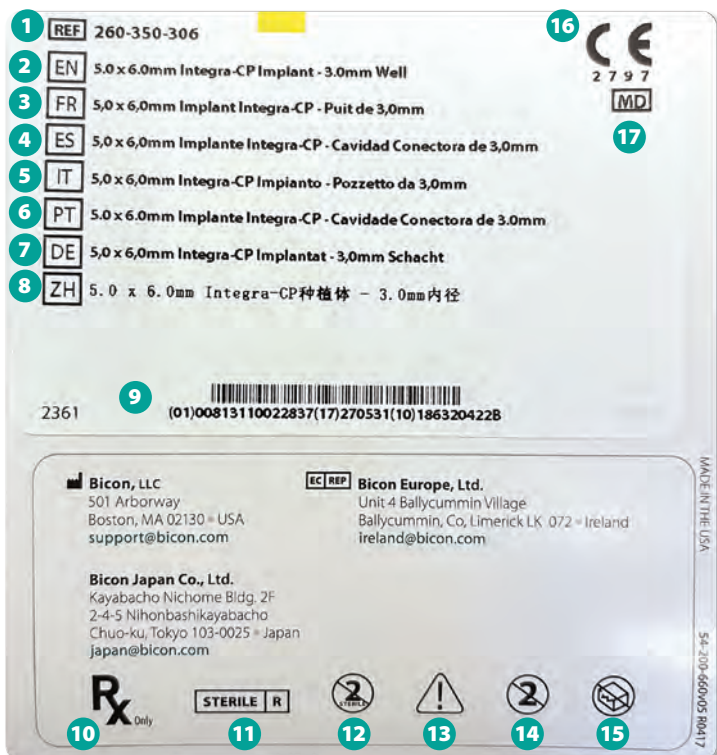 1 REF 260-350-306
2 EN 5.0 x 6.0mm Integra-CP Implant - 3.0mm Well
3 FR 5,0 x 6,0mm Implant Integra-CP - Puit de 3,0mm
4 ES 5,0 x 6,0mm Implante Integra-CP - Cavidad Conectora de 3,0mm
5 IT 5,0 x 6,0mm Integra-CP Impianto - Pozzetto da 3,0mm
6 PT 5.0 x 6.0mm Implante Integra-CP - Cavidade Conectora de 3.0mm
7 DE 5,0 x 6,0mm Integra-CP Implantat - 3,0mm Schacht
8 ZH 5.0 x 6.0mm Integra-CP种植体 - 3.0mm内径
16 CE
2797
MD
17
2361 9
(01)00813110022837(17)270531(10)186320422B
Bicon, LLC
501 Arborway
Boston, MA 02130 • USA
support@bicon.com
EC REP Bicon Europe, Ltd.
Unit 4 Ballycummin Village
Ballycummin, Co, Limerick LK 072 • Ireland
ireland@bicon.com
Bicon Japan Co., Ltd.
Kayabacho Nichome Bldg. 2F
2-4-5 Nihonbashikayabacho
Chuo-ku, Tokyo 103-0025 • Japan
japan@bicon.com
Rx Only
STERILE R
2 STERILE
2
10 11 12 13 14 15
MADE IN THE USA
54-200-660v05 R0417